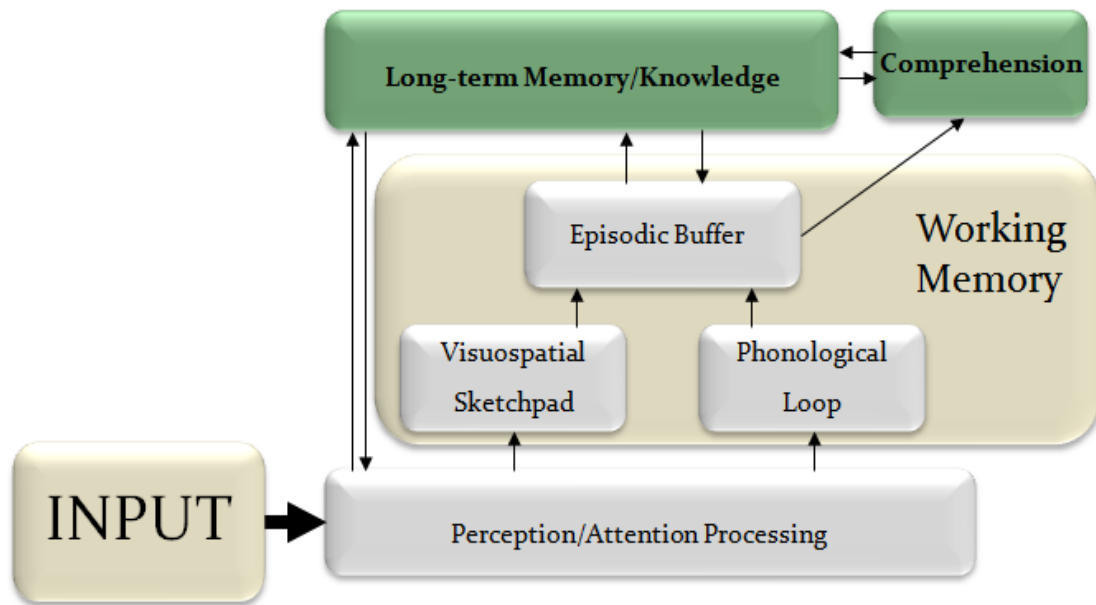 Long-term Memory/Knowledge
Comprehension
Episodic Buffer
Working
Memory
Visuospatial
Sketchpad
Phonological
Loop
INPUT
Perception/Attention Processing